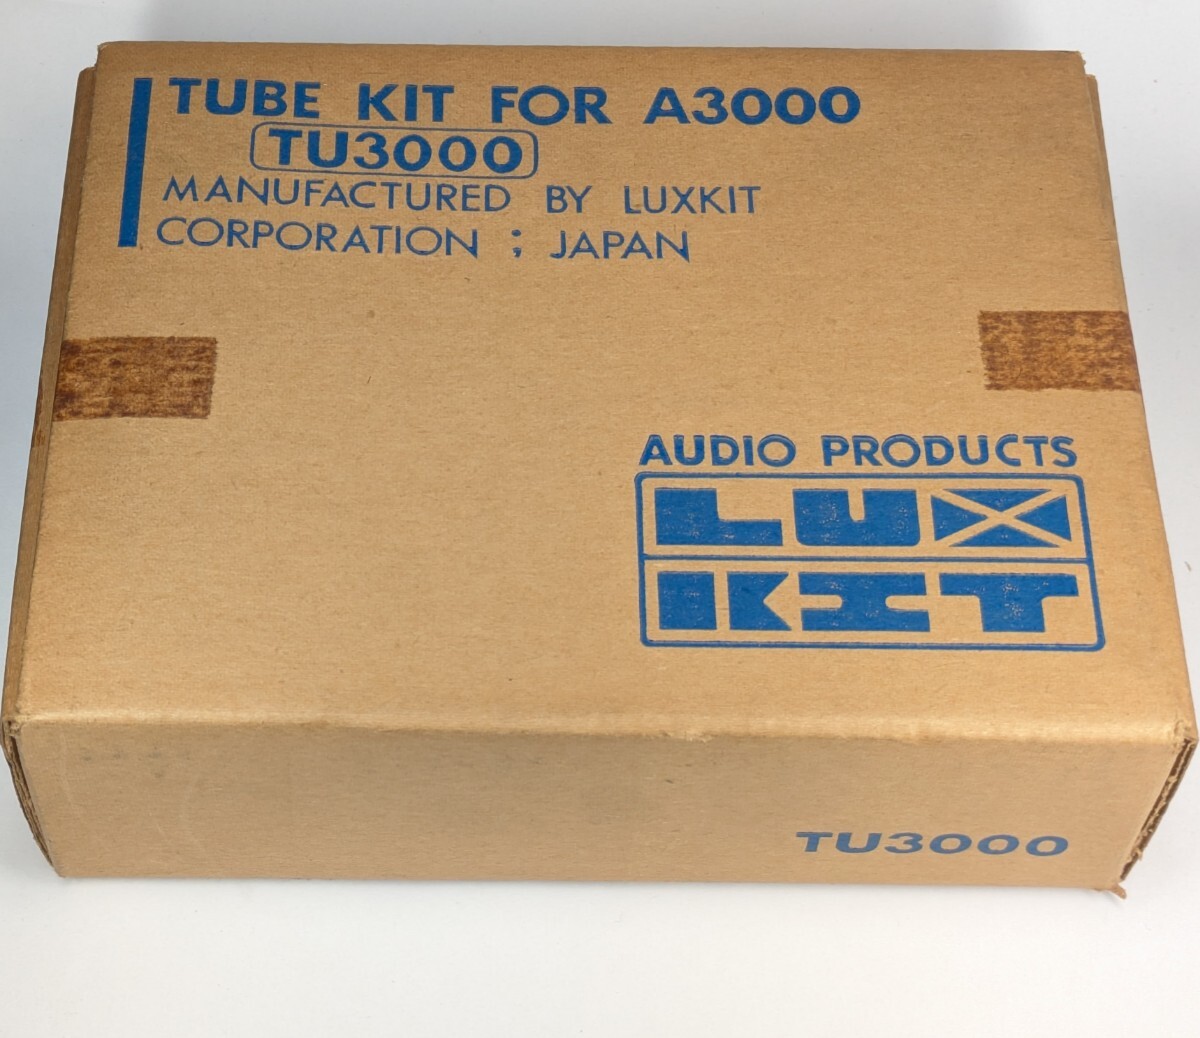 TUBE KIT FOR A3000
TU3000
MANUFACTURED BY LUXKIT
CORPORATION ; JAPAN
AUDIO PRODUCTS
LUX
KIT
TU3000